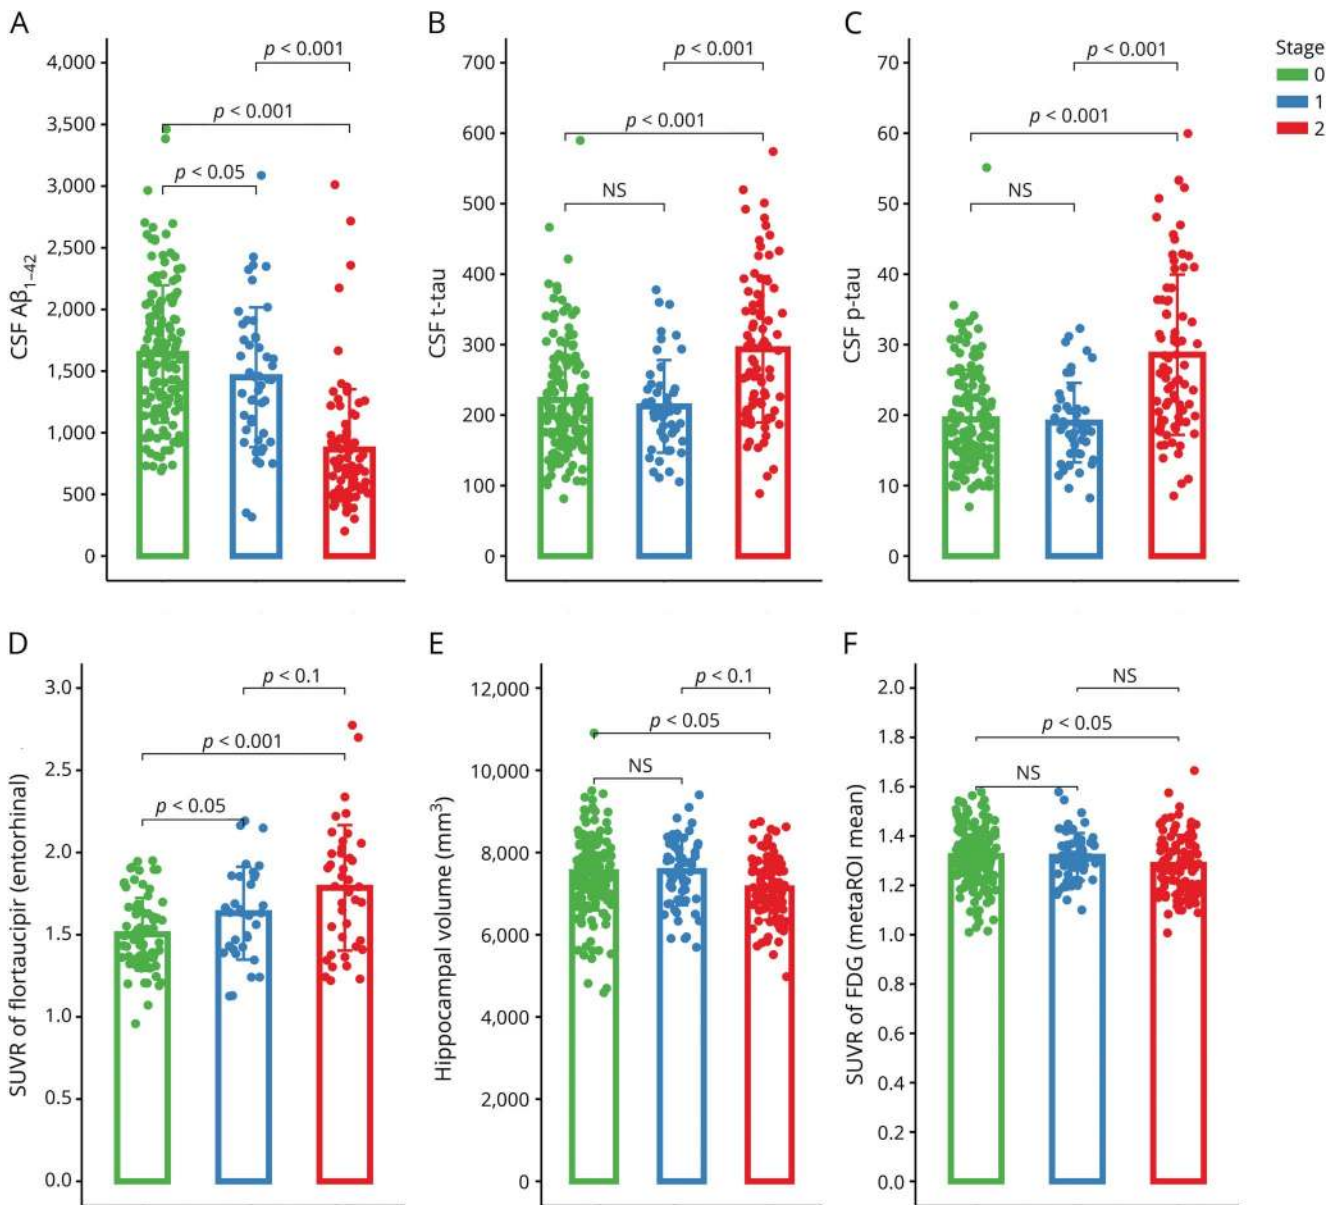 A
CSF Aβ1–42
4,000
3,500
3,000
2,500
2,000
1,500
1,000
500
0
p < 0.001
p < 0.001
p < 0.05
B
CSF t-tau
700
600
500
400
300
200
100
0
p < 0.001
p < 0.001
NS
C
CSF p-tau
70
60
50
40
30
20
10
0
p < 0.001
p < 0.001
NS
Stage
0
1
2
D
SUVR of flortaucipir (entorhinal)
3.0
2.5
2.0
1.5
1.0
0.5
0.0
p < 0.1
p < 0.001
p < 0.05
E
Hippocampal volume (mm³)
12,000
10,000
8,000
6,000
4,000
2,000
0
p < 0.1
p < 0.05
NS
F
SUVR of FDG (metaROI mean)
2.0
1.8
1.6
1.4
1.2
1.0
0.8
0.6
0.4
0.2
0.0
NS
p < 0.05
NS